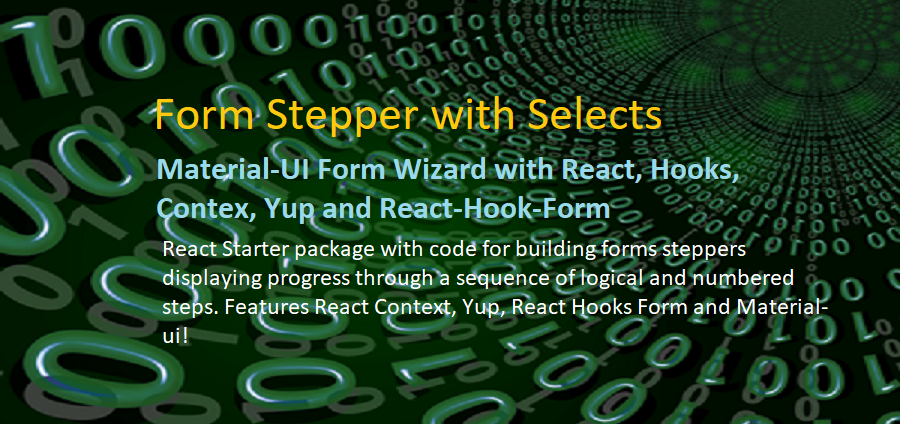 Form Stepper with Selects
Material-UI Form Wizard with React, Hooks,
Contex, Yup and React-Hook-Form
React Starter package with code for building forms steppers
displaying progress through a sequence of logical and numbered
steps. Features React Context, Yup, React Hooks Form and Material-
ui!